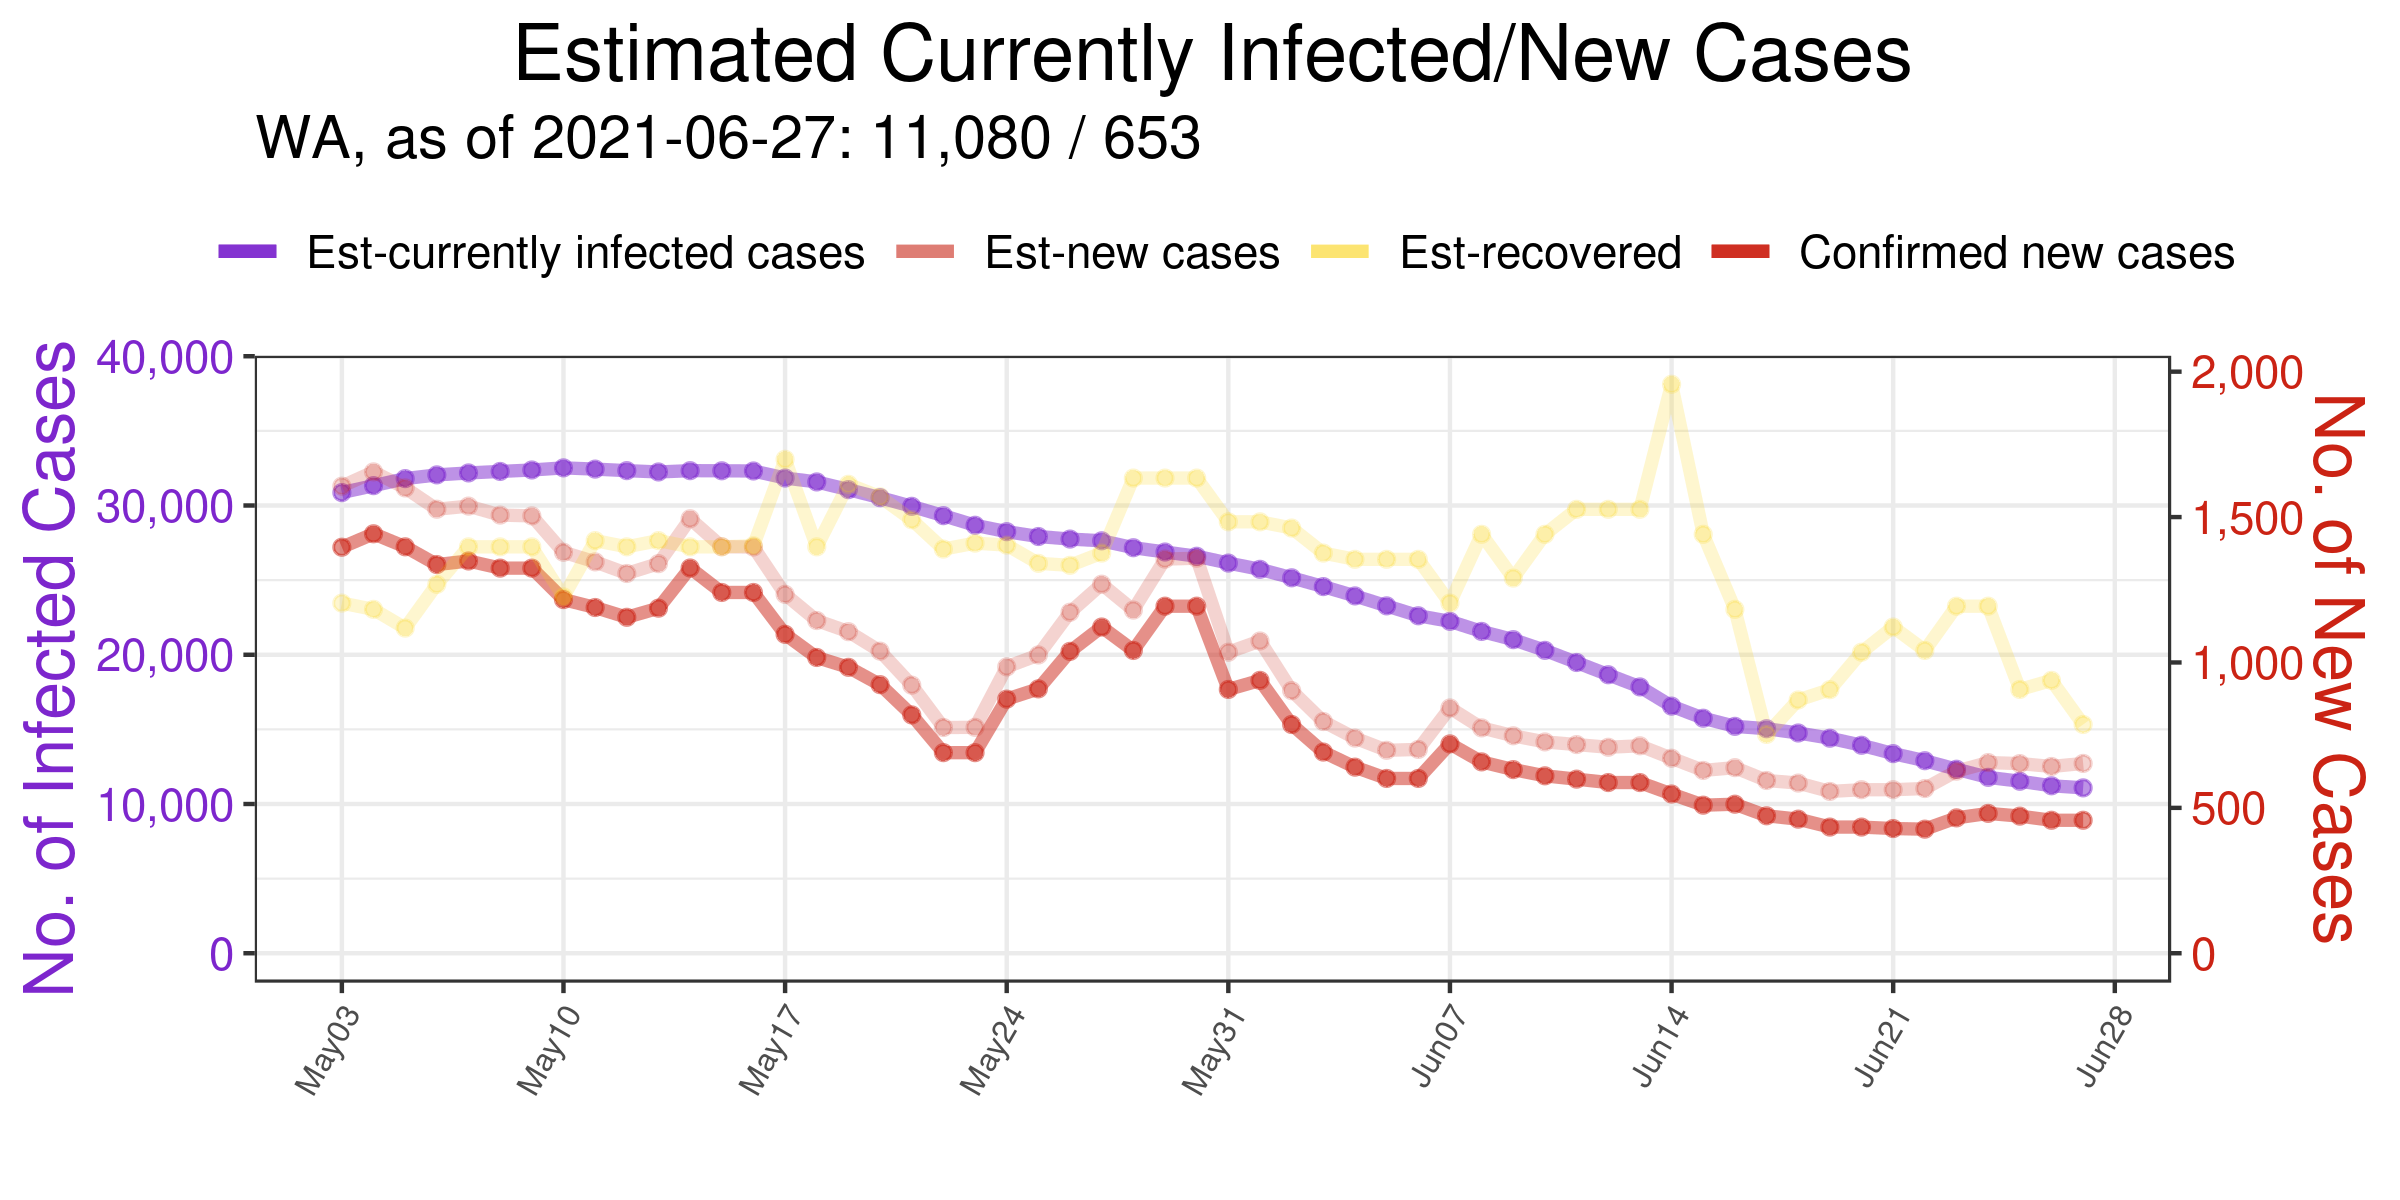 Estimated Currently Infected/New Cases
WA, as of 2021-06-27: 11,080 / 653
Est-currently infected cases Est-new cases Est-recovered Confirmed new cases
No. of Infected Cases
40,000
30,000
20,000
10,000
0
2,000
1,500
1,000
500
0
No. of New Cases
May03 May10 May17 May24 May31 Jun07 Jun14 Jun21 Jun28